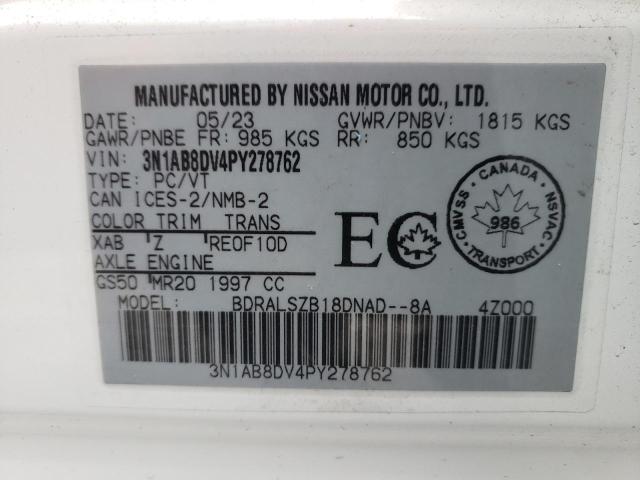 MANUFACTURED BY NISSAN MOTOR CO., LTD.
DATE: 05/23 GVWR/PNBV: 1815 KGS
GAWR/PNBE FR: 985 KGS RR: 850 KGS
VIN: 3N1AB8DV4PY278762
TYPE: PC/VT
CAN ICES-2/NMB-2
COLOR TRIM TRANS
XAB Z RE0F10D
AXLE ENGINE
GS50 MR20 1997 CC
MODEL: BDRALSZB18DNAD--8A 4Z000
3N1AB8DV4PY278762
EC
CANADA
CMVSS NSVAC
986
TRANSPORT